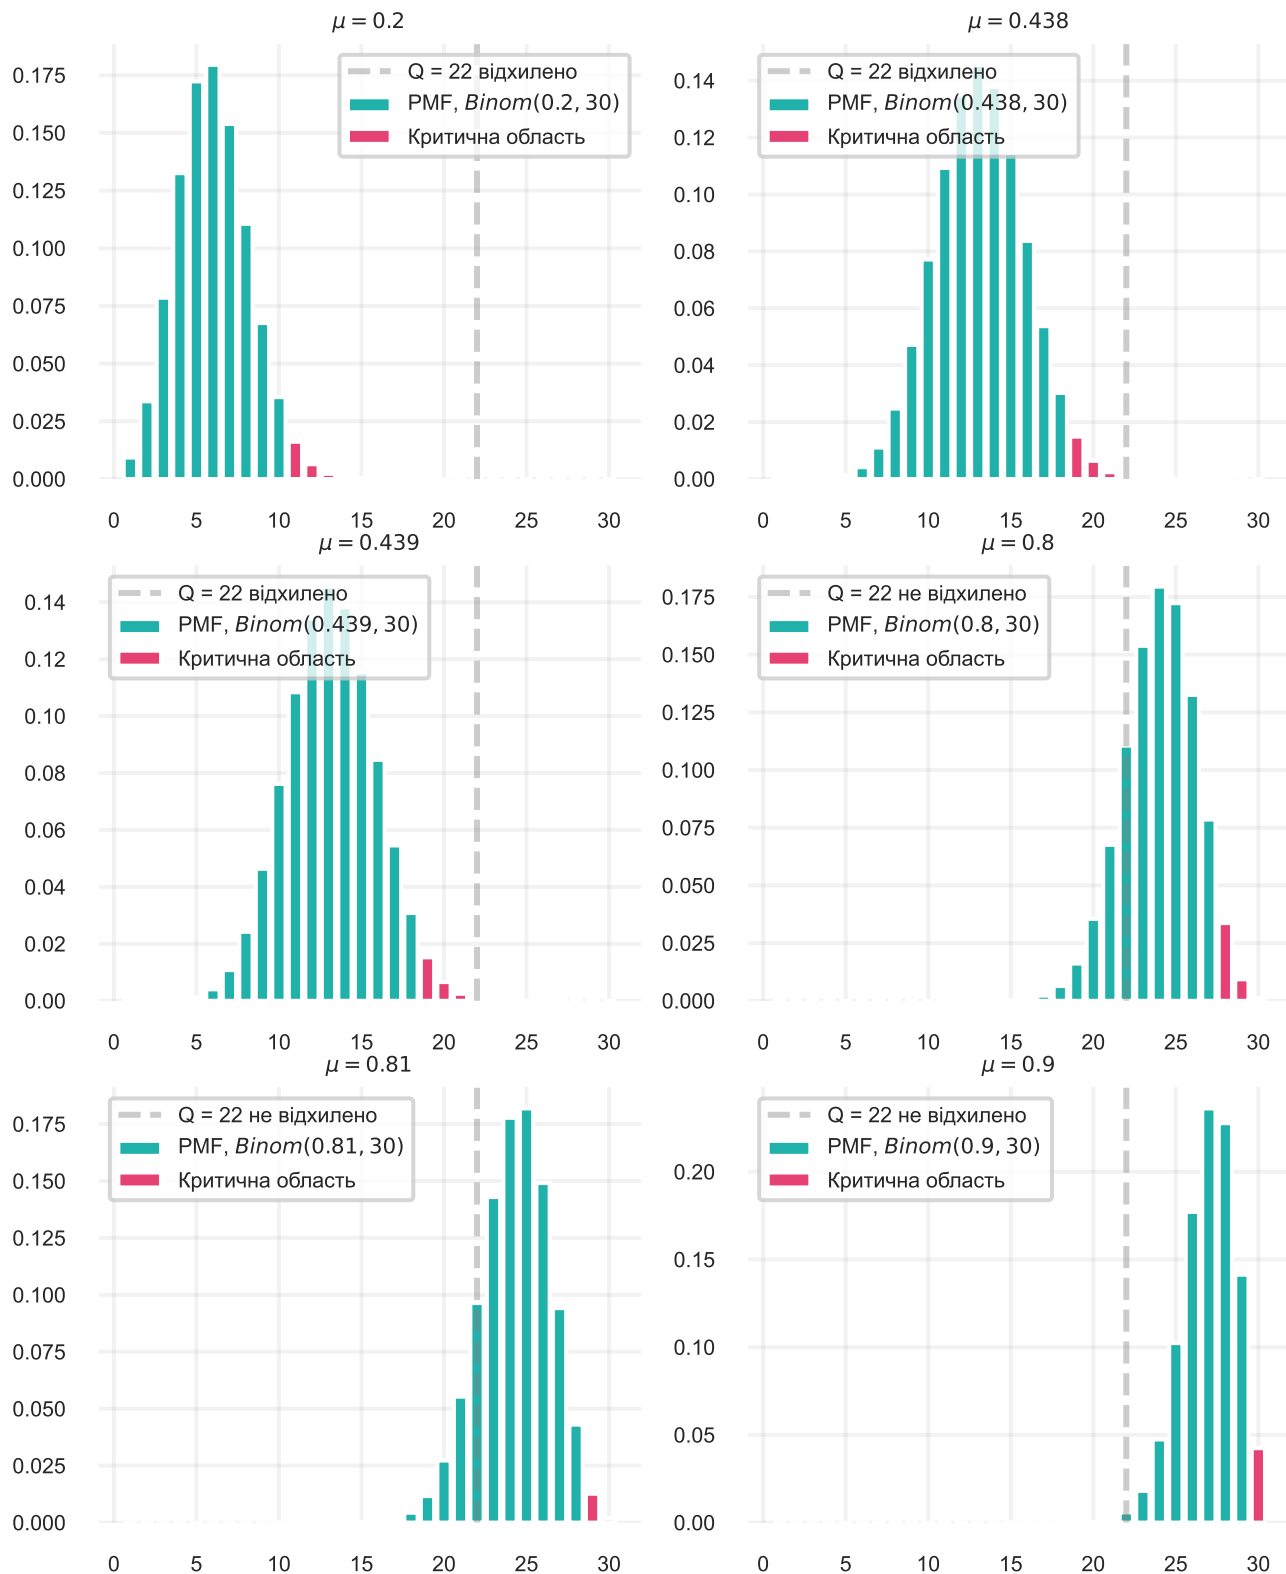 μ = 0.2
Q = 22 відхилено
PMF, Binom(0.2, 30)
Критична область
0.175
0.150
0.125
0.100
0.075
0.050
0.025
0.000
0 5 10 15 20 25 30
μ = 0.438
Q = 22 відхилено
PMF, Binom(0.438, 30)
Критична область
0.14
0.12
0.10
0.08
0.06
0.04
0.02
0.00
0 5 10 15 20 25 30
μ = 0.439
Q = 22 відхилено
PMF, Binom(0.439, 30)
Критична область
0.14
0.12
0.10
0.08
0.06
0.04
0.02
0.00
0 5 10 15 20 25 30
μ = 0.8
Q = 22 не відхилено
PMF, Binom(0.8, 30)
Критична область
0.175
0.150
0.125
0.100
0.075
0.050
0.025
0.000
0 5 10 15 20 25 30
μ = 0.81
Q = 22 не відхилено
PMF, Binom(0.81, 30)
Критична область
0.175
0.150
0.125
0.100
0.075
0.050
0.025
0.000
0 5 10 15 20 25 30
μ = 0.9
Q = 22 не відхилено
PMF, Binom(0.9, 30)
Критична область
0.20
0.15
0.10
0.05
0.00
0 5 10 15 20 25 30